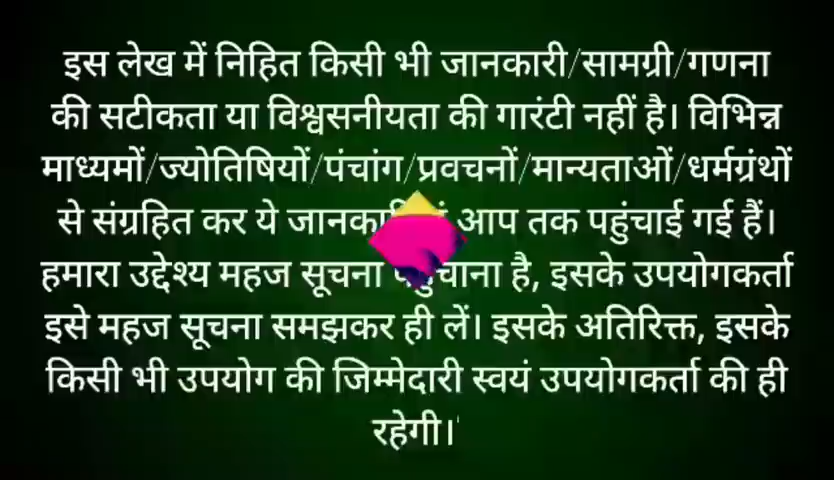 इस लेख में निहित किसी भी जानकारी/सामग्री/गणना
की सटीकता या विश्वसनीयता की गारंटी नहीं है। विभिन्न
माध्यमों/ज्योतिषियों/पंचांग/प्रवचनों/मान्यताओं/धर्मग्रंथों
से संग्रहित कर ये आप तक पहुंचाई गई हैं।
हमारा उद्देश्य महज सूचना है, इसके उपयोगकर्ता
इसे महज सूचना समझकर ही लें। इसके अतिरिक्त, इसके
किसी भी उपयोग की जिम्मेदारी स्वयं उपयोगकर्ता की ही
रहेगी।'